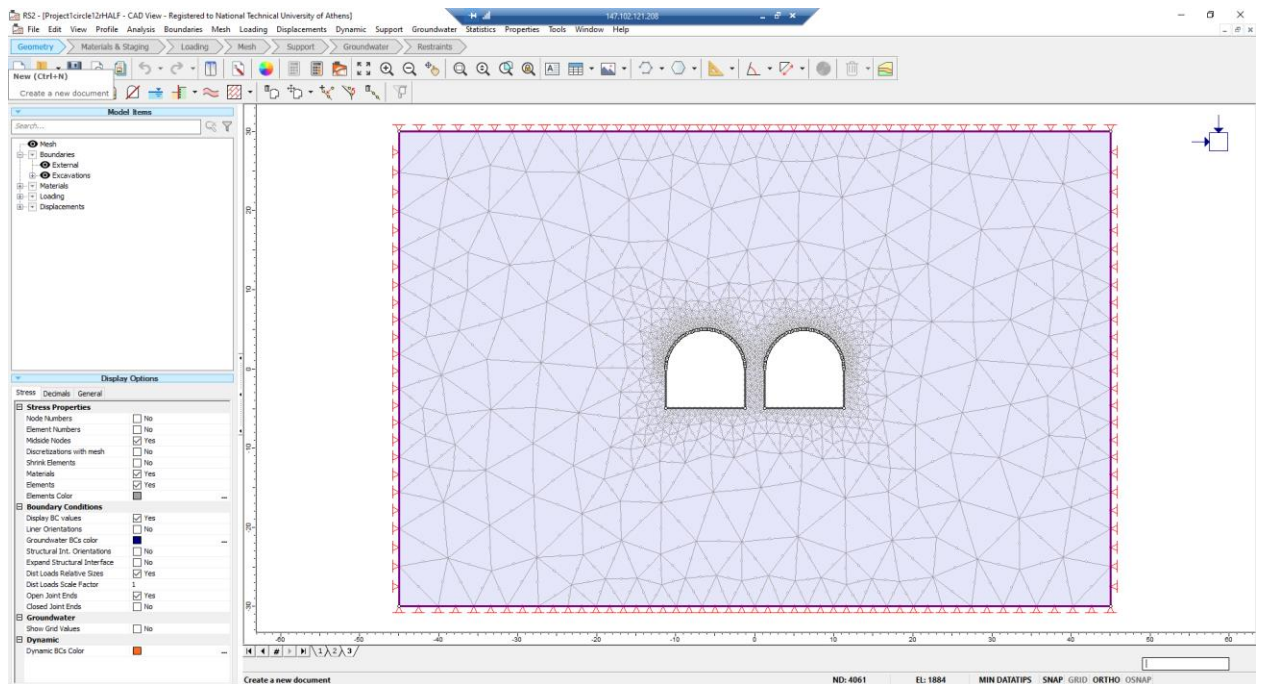 RS2 - [Project1circle12rHALF - CAD View - Registered to National Technical University of Athens]
147.102.121.208
File Edit View Profile Analysis Boundaries Mesh Loading Displacements Dynamic Support Groundwater Statistics Properties Tools Window Help
Geometry Materials & Staging Loading Mesh Support Groundwater Restraints
New (Ctrl+N)
Create a new document
Model Items
Search...
Mesh
Boundaries
External
Excavations
Materials
Loading
Displacements
Display Options
Stress Decimals General
Stress Properties
Node Numbers No
Element Numbers No
Midside Nodes Yes
Discretizations with mesh No
Shrink Elements No
Materials Yes
Elements Yes
Elements Color ...
Boundary Conditions
Display BC values Yes
Liner Orientations No
Groundwater BCs color ...
Structural Int. Orientations No
Expand Structural Interface No
Dist Loads Relative Sizes Yes
Dist Loads Scale Factor 1
Open Joint Ends Yes
Closed Joint Ends No
Groundwater
Show Grid Values No
Dynamic
Dynamic BCs Color ...
30
20
10
0
-10
-20
-30
-60 -50 -40 -30 -20 -10 0 10 20 30 40 50 60
# 1 2 3
Create a new document ND: 4061 EL: 1884 MIN DATATIPS SNAP GRID ORTHO OSNAP